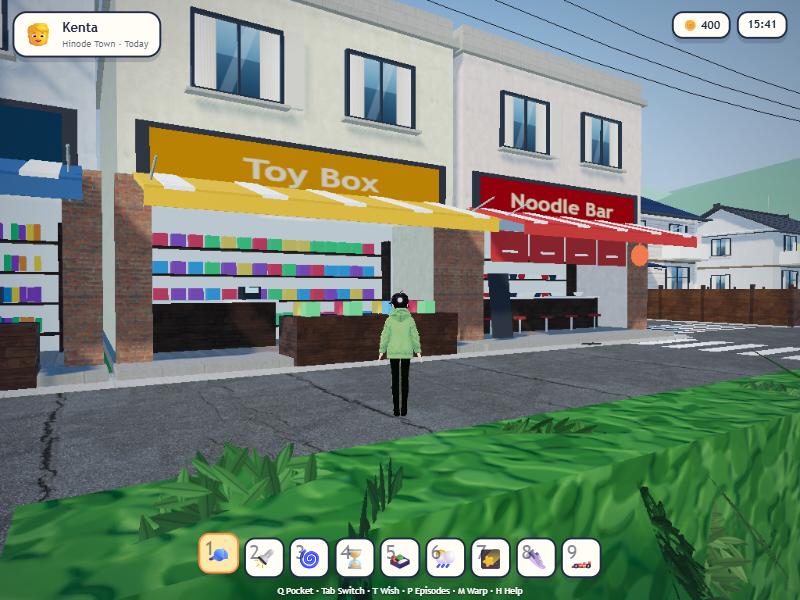 Kenta
Hinode Town - Today
400
15:41
Toy Box
Noodle Bar
1
2
3
4
5
6
7
8
9
Q Pocket • Tab Switch • T Wish • P Episodes • M Warp • H Help